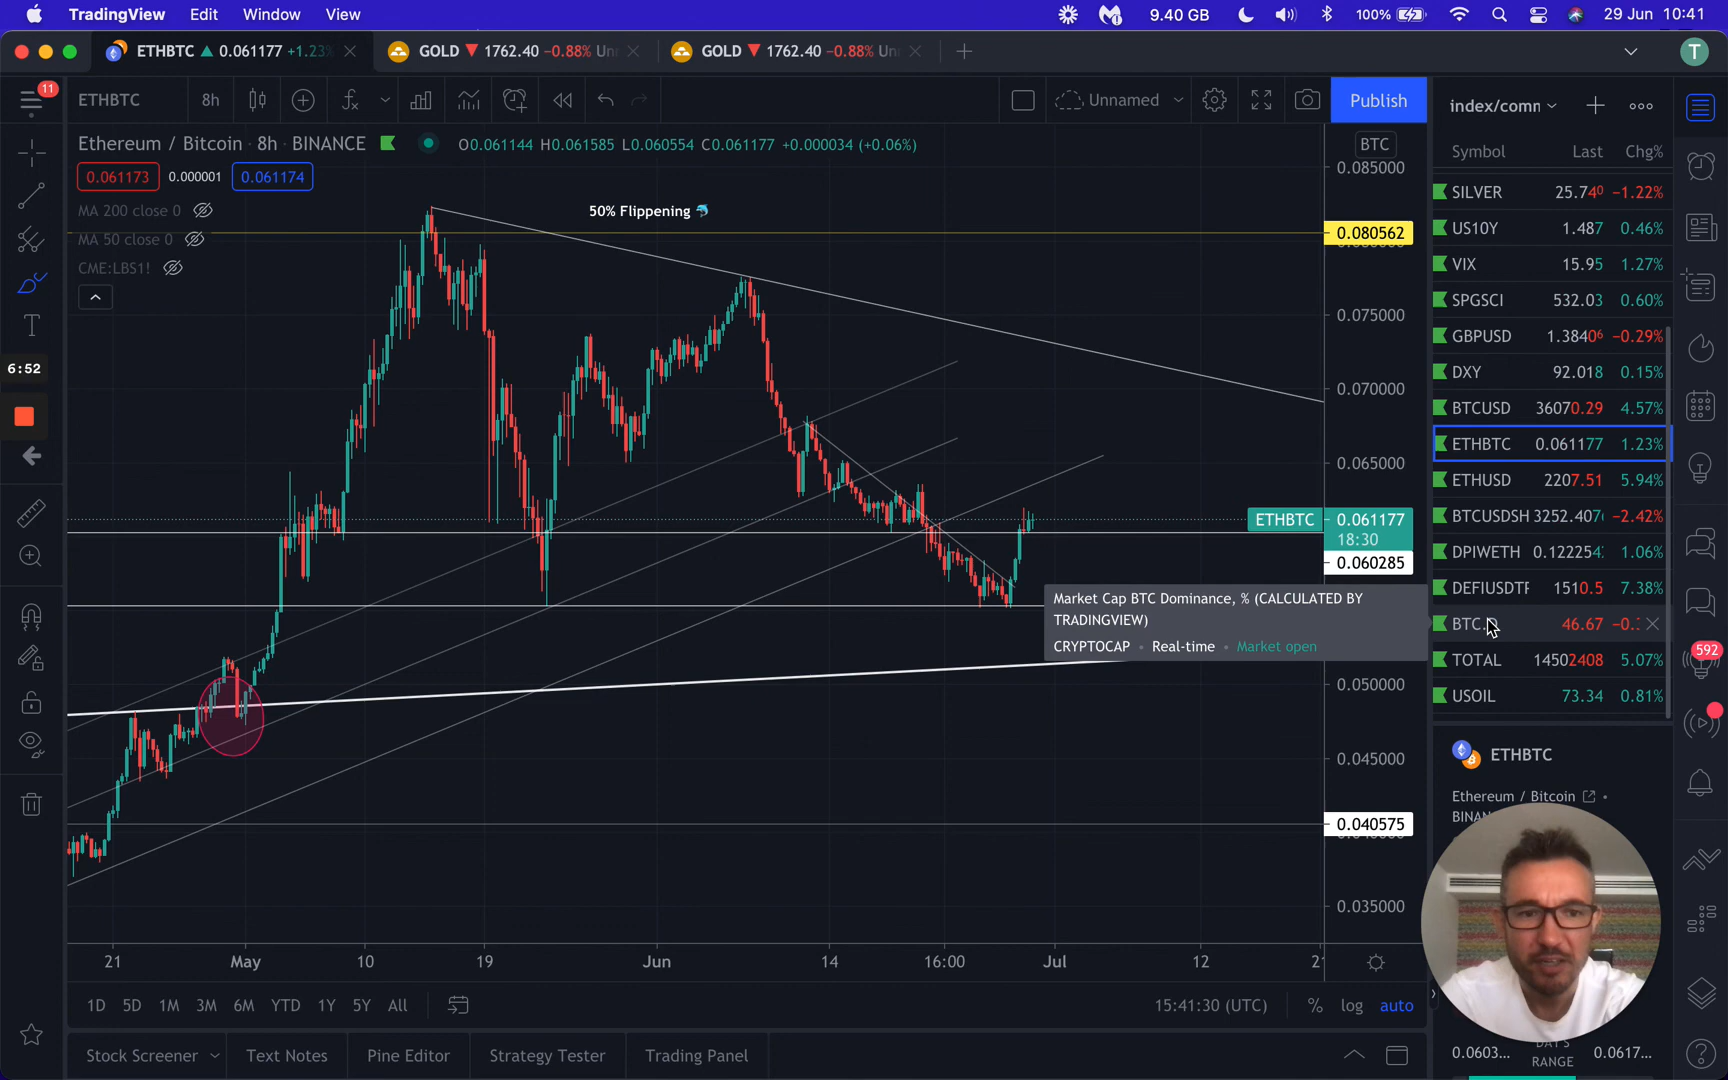 TradingView Edit Window View
9.40 GB 100% 29 Jun 10:41
ETHBTC 0.061177 +1.23%
GOLD 1762.40 −0.88% Un
GOLD 1762.40 −0.88% Un
T
11
ETHBTC 8h
Unnamed
Publish
index/comm
Ethereum / Bitcoin · 8h · BINANCE
O0.061144 H0.061585 L0.060554 C0.061177 +0.000034 (+0.06%)
0.061173 0.000001 0.061174
MA 200 close 0
MA 50 close 0
CME:LBS1!
50% Flippening 🐬
6:52
BTC
0.085000
0.080562
0.075000
0.070000
0.065000
ETHBTC 0.061177
18:30
0.060285
0.050000
0.045000
0.040575
0.035000
Market Cap BTC Dominance, % (CALCULATED BY
TRADINGVIEW)
CRYPTOCAP • Real-time • Market open
21 May 10 19 Jun 14 16:00 Jul 12
1D 5D 1M 3M 6M YTD 1Y 5Y All
15:41:30 (UTC) % log auto
Stock Screener Text Notes Pine Editor Strategy Tester Trading Panel
Symbol Last Chg%
SILVER 25.740 −1.22%
US10Y 1.487 0.46%
VIX 15.95 1.27%
SPGSCI 532.03 0.60%
GBPUSD 1.38406 −0.29%
DXY 92.018 0.15%
BTCUSD 36070.29 4.57%
ETHBTC 0.061177 1.23%
ETHUSD 2207.51 5.94%
BTCUSDSH 3252.407 −2.42%
DPIWETH 0.122254 1.06%
DEFIUSDTF 1510.5 7.38%
46.67
TOTAL 14502408 5.07%
USOIL 73.34 0.81%
592
ETHBTC
Ethereum / Bitcoin •
BINAN
0.0603... DAY'S 0.0617...
RANGE